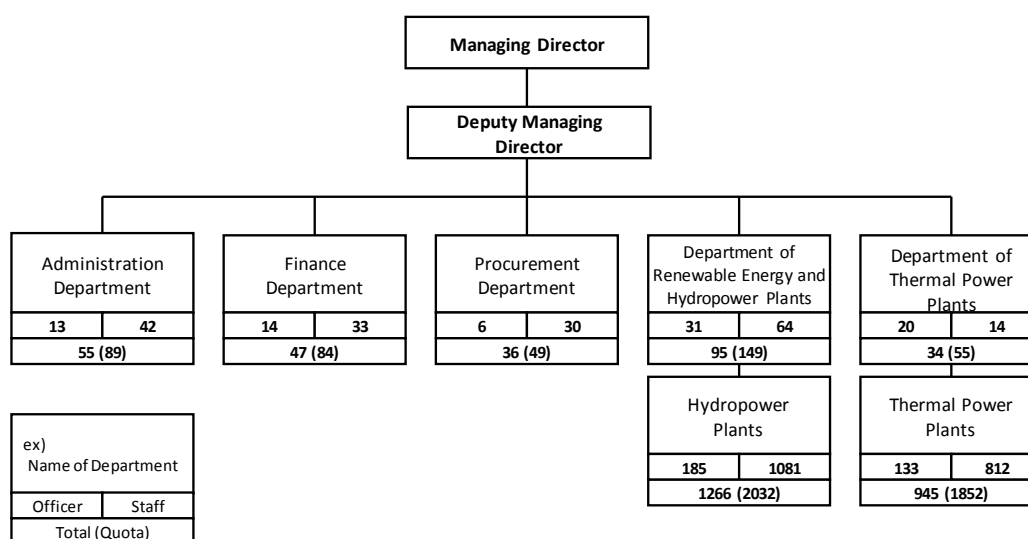 Managing Director
Deputy Managing
Director
Administration
Department
13 42
55 (89)
Finance
Department
14 33
47 (84)
Procurement
Department
6 30
36 (49)
Department of
Renewable Energy and
Hydropower Plants
31 64
95 (149)
Department of
Thermal Power
Plants
20 14
34 (55)
Hydropower
Plants
185 1081
1266 (2032)
Thermal Power
Plants
133 812
945 (1852)
ex)
Name of Department
Officer Staff
Total (Quota)